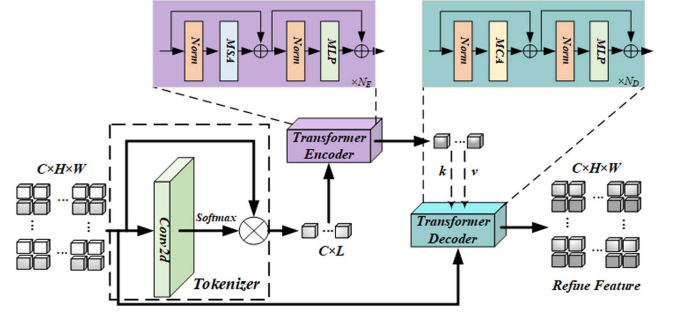 Norm
MSA
Norm
MLP
×N_E
Norm
MCA
Norm
MLP
×N_D
Transformer
Encoder
C×H×W
k
v
C×H×W
Conv2d
Softmax
Transformer
Decoder
C×L
Tokenizer
Refine Feature